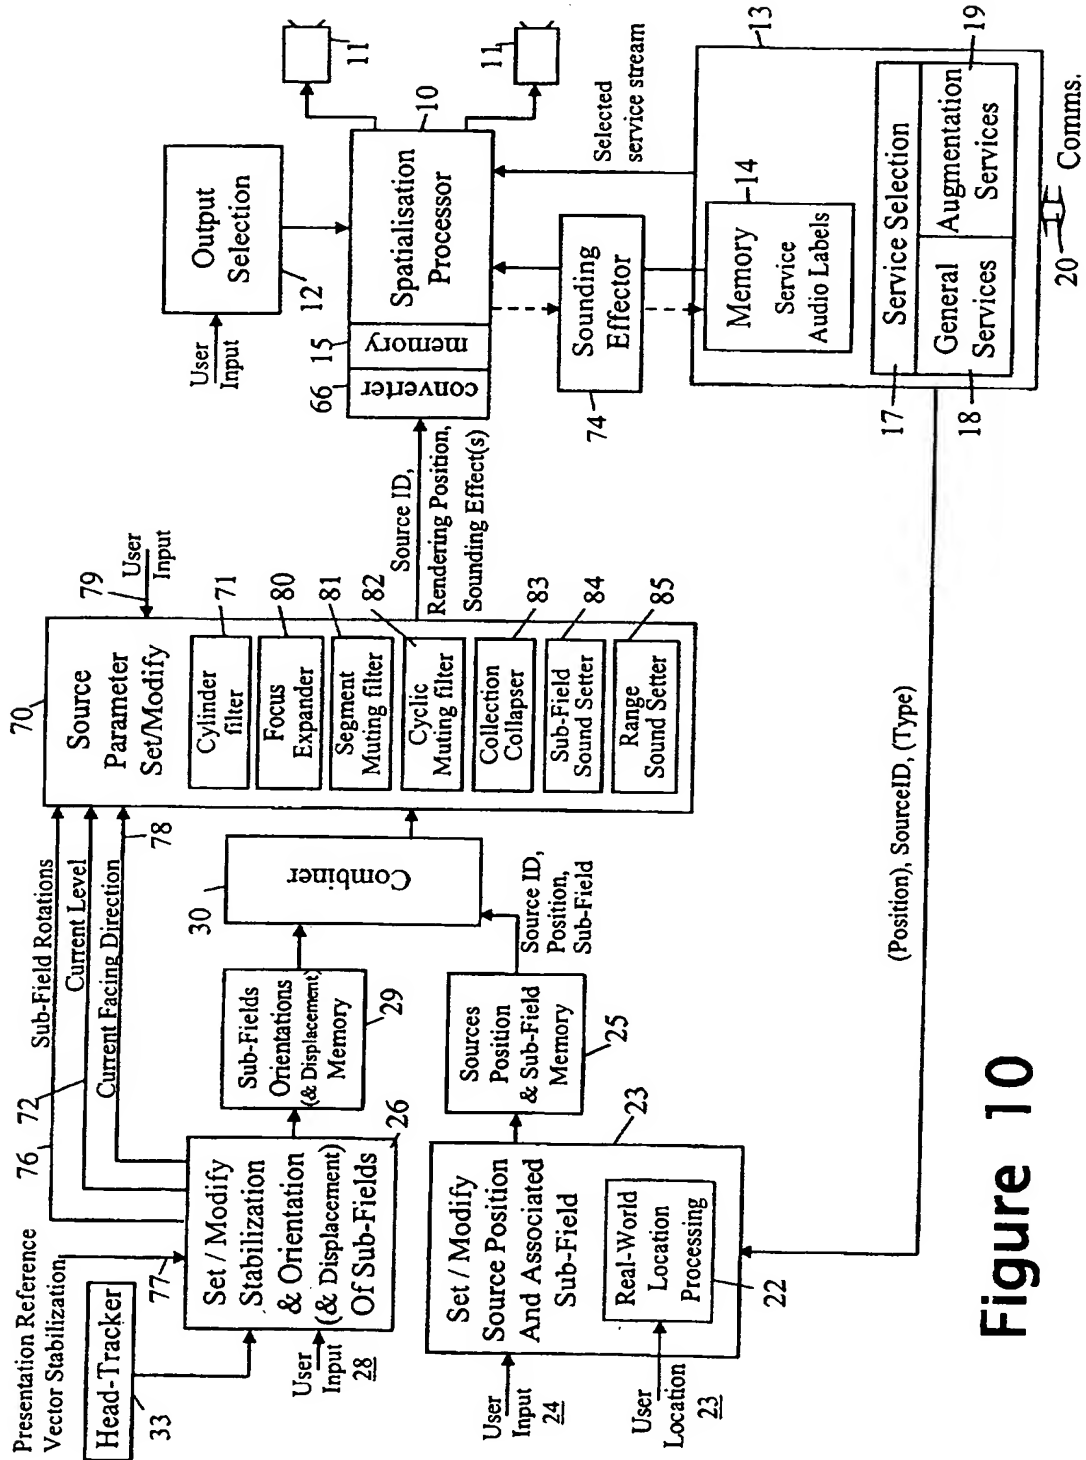 Presentation Reference
Vector Stabilization
Head-Tracker
33
77
76
72
Sub-Field Rotations
Current Level
Current Facing Direction
78
Set / Modify
Stabilization
& Orientation
(& Displacement)
Of Sub-Fields
26
User
Input
28
Sub-Fields
Orientations
(& Displacement)
Memory
29
User
Input
24
Set / Modify
Source Position
And Associated
Sub-Field
23
Real-World
Location
Processing
22
User
Location
23
Sources
Position
& Sub-Field
Memory
25
Source ID,
Position,
Sub-Field
30
Combiner
70
Source
Parameter
Set/Modify
79
User
Input
Cylinder
filter
71
Focus
Expander
80
Segment
Muting filter
81
Cyclic
Muting filter
82
Collection
Collapser
83
Sub-Field
Sound Setter
84
Range
Sound Setter
85
Source ID,
Rendering Position,
Sounding Effect(s)
User
Input
Output
Selection
12
66
converter
15
memory
Spatialisation
Processor
10
11
11
Sounding
Effector
74
Selected
service stream
13
Memory
Service
Audio Labels
14
17
Service Selection
General
Services
18
Augmentation
Services
19
20
Comms.
(Position), SourceID, (Type)
Figure 10